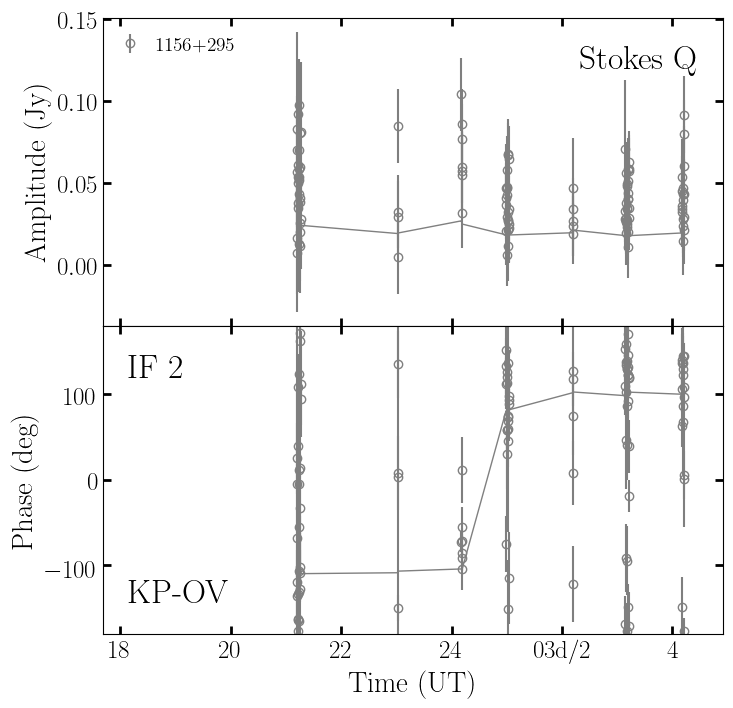 0.15
1156+295
Stokes Q
0.10
0.05
0.00
Amplitude (Jy)
IF 2
100
0
−100
Phase (deg)
KP-OV
18 20 22 24 03d/2 4
Time (UT)